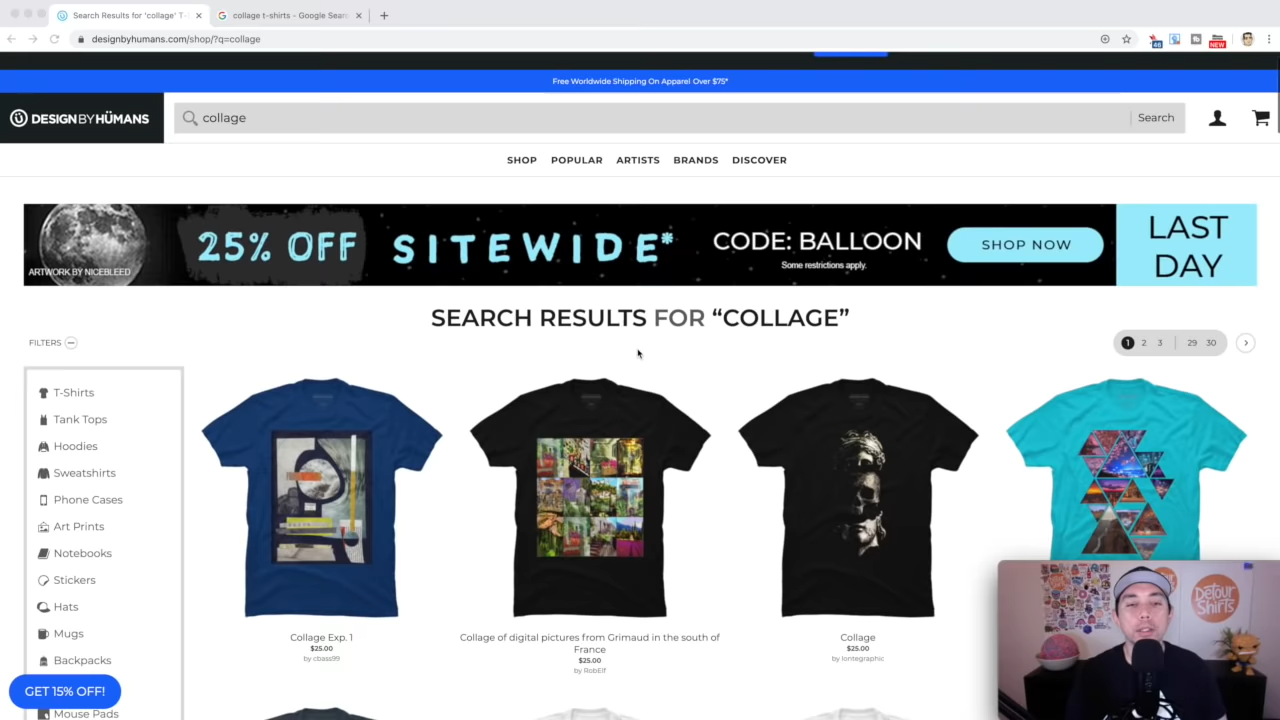 Search Results for 'collage' T-
collage t-shirts - Google Sear
designbyhumans.com/shop/?q=collage
46
NEW
Free Worldwide Shipping On Apparel Over $75*
DESIGN BY HÜMANS
collage
Search
SHOP POPULAR ARTISTS BRANDS DISCOVER
ARTWORK BY NICEBLEED
25% OFF SITEWIDE*
CODE: BALLOON
Some restrictions apply.
SHOP NOW
LAST
DAY
SEARCH RESULTS FOR “COLLAGE”
FILTERS
1 2 3 29 30
T-Shirts
Tank Tops
Hoodies
Sweatshirts
Phone Cases
Art Prints
Notebooks
Stickers
Hats
Mugs
Backpacks
Mouse Pads
GET 15% OFF!
Collage Exp. 1
$25.00
by cbass99
Collage of digital pictures from Grimaud in the south of
France
$25.00
by RobElf
Collage
$25.00
by lontegraphic
DeTour
SHiRTS